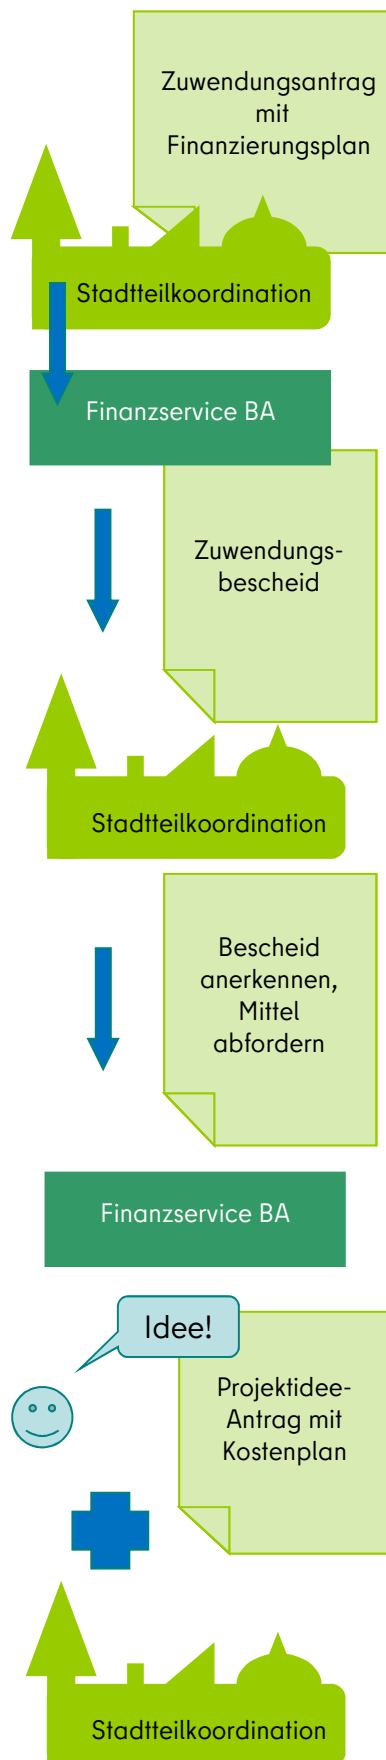 Zuwendungsantrag
mit
Finanzierungsplan
Stadtteilkoordination
Finanzservice BA
Zuwendungs-
bescheid
Stadtteilkoordination
Bescheid
anerkennen,
Mittel
abfordern
Finanzservice BA
Idee!
Projektidee-
Antrag mit
Kostenplan
Stadtteilkoordination